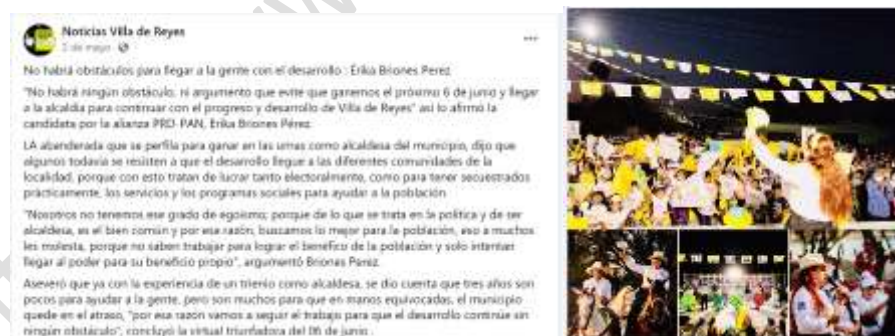 Noticias Villa de Reyes
2 de mayo
No habrá obstáculos para llegar a la gente con el desarrollo : Erika Briones Perez
"No habrá ningún obstáculo, ni argumento que evite que ganemos el próximo 6 de junio y llegar
a la alcaldia para continuar con el progreso y desarrollo de Villa de Reyes" asi lo afirmó la
candidata por la alianza PRD-PAN, Erika Briones Pérez.
LA abanderada que se perfila para ganar en las urnas como alcaldesa del municipio, dijo que
algunos todavia se resisten a que el desarrollo llegue a las diferentes comunidades de la
localidad, porque con esto tratan de lucrar tanto electoralmente, como para tener secuestrados
prácticamente, los servicios y los programas sociales para ayudar a la población
"Nosotros no tenemos ese grado de egoismo; porque de lo que se trata en la politica y de ser
alcaldesa, es el bien común y por esa razón, buscamos lo mejor para la población, eso a muchos
les molesta, porque no saben trabajar para lograr el benefico de la población y solo intentan
llegar al poder para su beneficio propio", argumentó Briones Perez
Aseveró que ya con la experiencia de un trienio como alcaldesa, se dio cuenta que tres años son
pocos para ayudar a la gente, pero son muchos para que en manos equivocadas, el municipio
quede en el atraso, "por esa razón vamos a seguir el trabajo para que el desarrollo continúe sin
ningún obstáculo", concluyó la virtual triunfadora del 06 de junio .